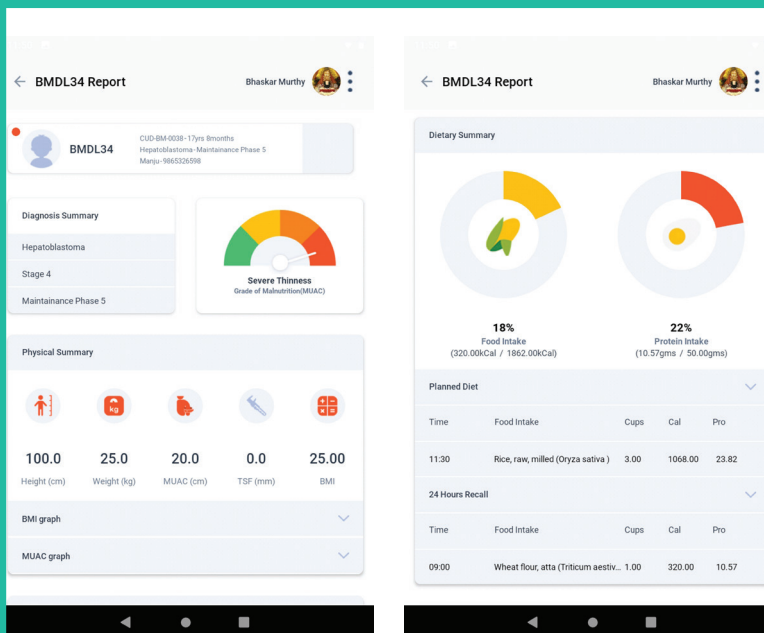 BMDL34 Report
Bhaskar Murthy
BMDL34
CUD-BM-0038-17yrs 8months
Hepatoblastoma-Maintainance Phase 5
Manju-9865326598
Diagnosis Summary
Hepatoblastoma
Stage 4
Maintainance Phase 5
Severe Thinness
Grade of Malnutrition(MUAC)
Physical Summary
kg
100.0 25.0 20.0 0.0 25.00
Height (cm) Weight (kg) MUAC (cm) TSF (mm) BMI
BMI graph
MUAC graph
BMDL34 Report
Bhaskar Murthy
Dietary Summary
18%
Food Intake
(320.00kCal / 1862.00kCal)
22%
Protein Intake
(10.57gms / 50.00gms)
Planned Diet
Time Food Intake Cups Cal Pro
11:30 Rice, raw, milled (Oryza sativa ) 3.00 1068.00 23.82
24 Hours Recall
Time Food Intake Cups Cal Pro
09:00 Wheat flour, atta (Triticum aestiv... 1.00 320.00 10.57